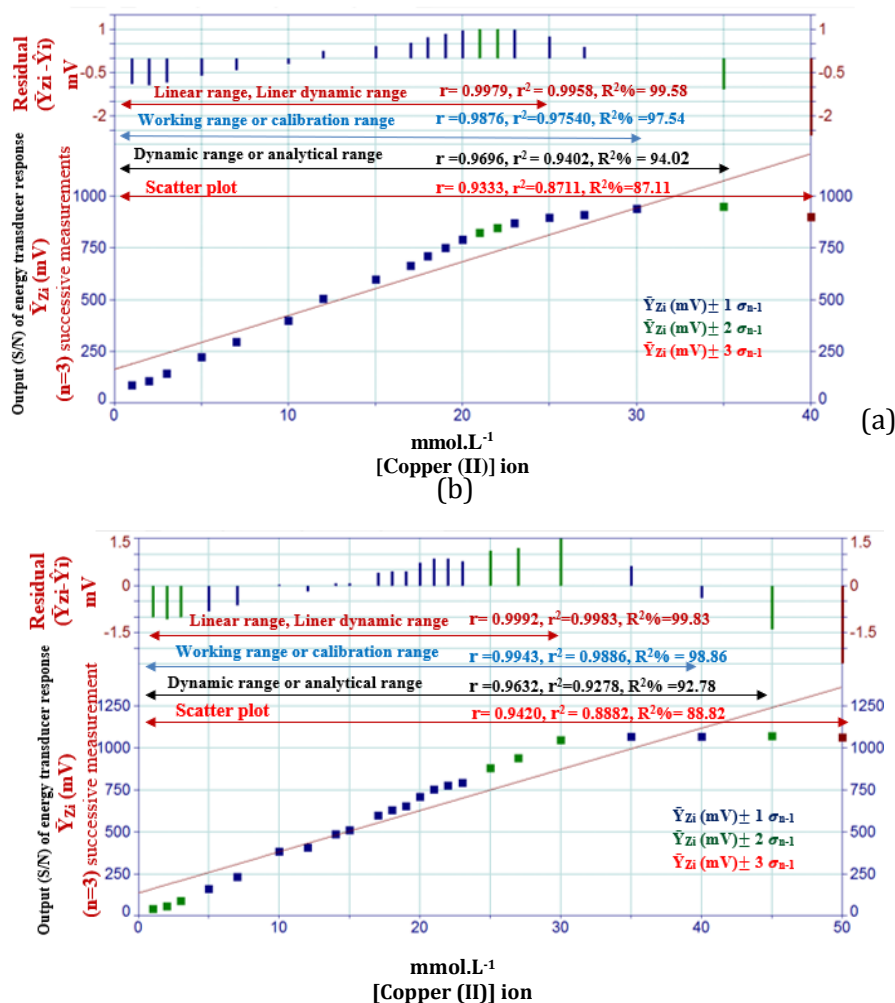 (a)
Residual
(Ȳzi -Ŷi)
mV
1
-0.5
-2
1
-0.5
-2
Linear range, Liner dynamic range r= 0.9979, r² = 0.9958, R²%= 99.58
Working range or calibration range r =0.9876, r² =0.97540, R²% =97.54
Dynamic range or analytical range r =0.9696, r² = 0.9402, R²% = 94.02
Scatter plot r= 0.9333, r²=0.8711, R²%=87.11
Output (S/N) of energy transducer response
ȲZi (mV)
(n=3) successive measurements
1000
750
500
250
0
1000
750
500
250
0
ȲZi (mV)± 1 σn-1
ȲZi (mV)± 2 σn-1
ȲZi (mV)± 3 σn-1
0 10 20 30 40
mmol.L⁻¹
[Copper (II)] ion
(a)
(b)
Residual
(Ȳzi-Ŷi)
mV
1.5
0
-1.5
1.5
0
-1.5
Linear range, Liner dynamic range r= 0.9992, r²=0.9983, R²%=99.83
Working range or calibration range r =0.9943, r² = 0.9886, R²% = 98.86
Dynamic range or analytical range r =0.9632, r² =0.9278, R²% =92.78
Scatter plot r= 0.9420, r² = 0.8882, R²%= 88.82
Output (S/N) of energy transducer response
ȲZi (mV)
(n=3) successive measurement
1250
1000
750
500
250
0
1250
1000
750
500
250
0
ȲZi (mV)± 1 σn-1
ȲZi (mV)± 2 σn-1
ȲZi (mV)± 3 σn-1
0 10 20 30 40 50
mmol.L⁻¹
[Copper (II)] ion